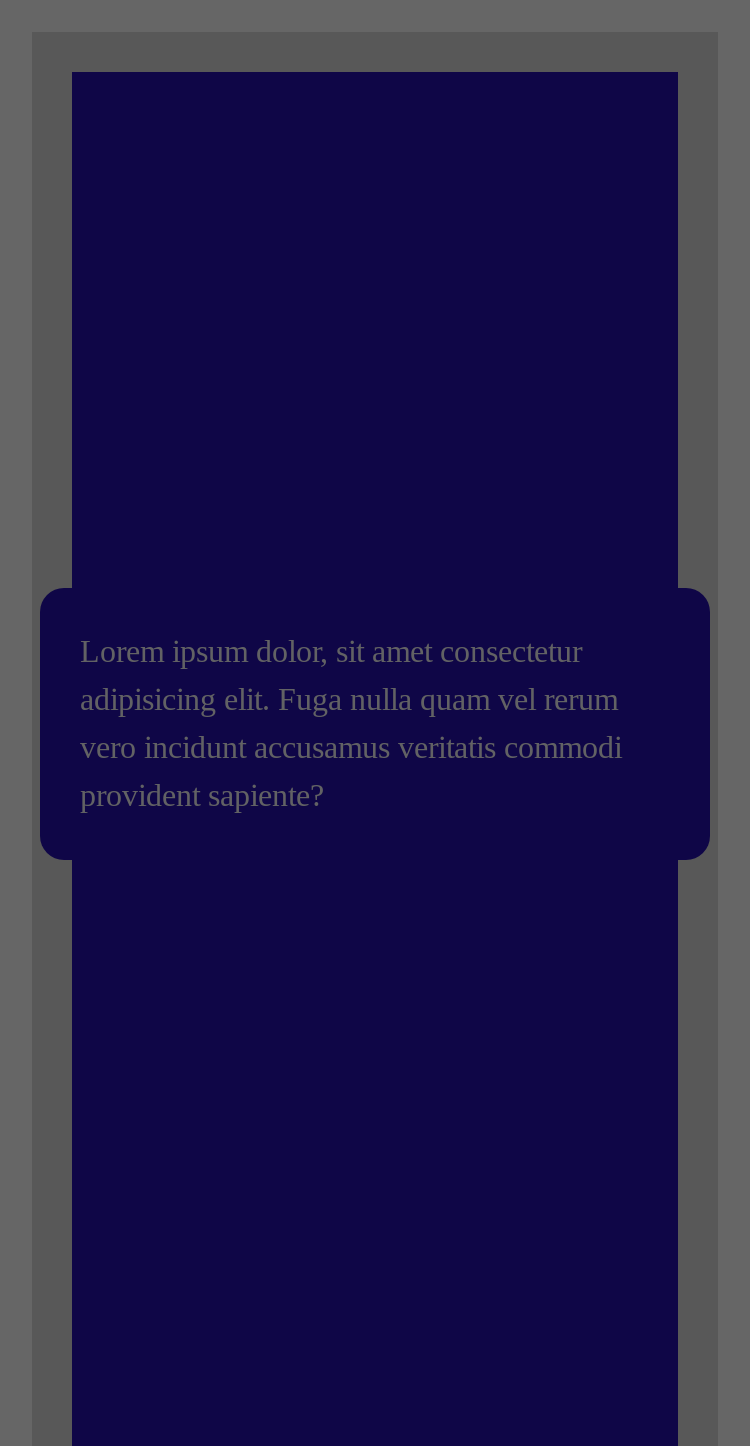 Lorem ipsum dolor, sit amet consectetur
adipisicing elit. Fuga nulla quam vel rerum
vero incidunt accusamus veritatis commodi
provident sapiente?